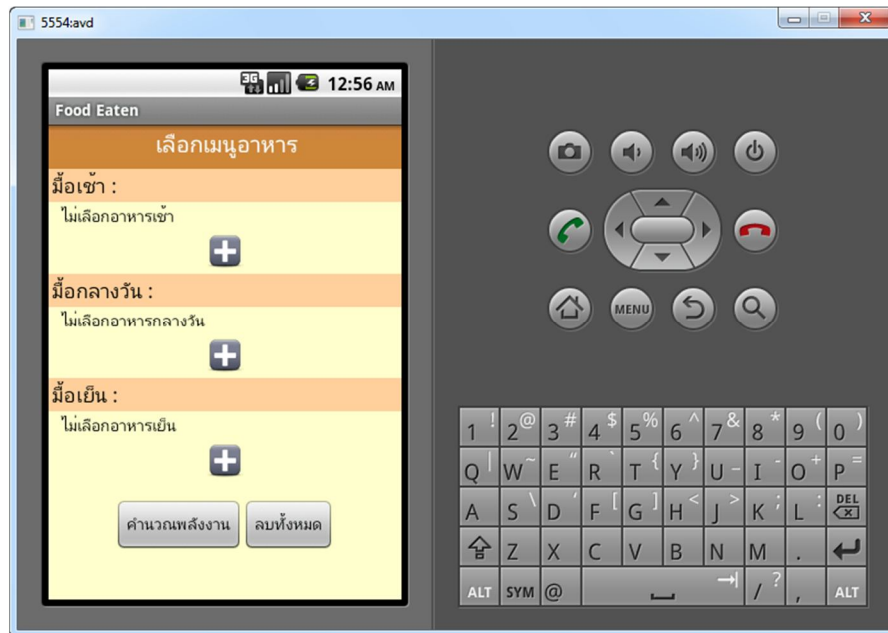 5554:avd
3G 12:56 AM
Food Eaten
เลือกเมนูอาหาร
มื้อเช้า :
ไม่เลือกอาหารเช้า
มื้อกลางวัน :
ไม่เลือกอาหารกลางวัน
มื้อเย็น :
ไม่เลือกอาหารเย็น
คำนวณพลังงาน ลบทั้งหมด
MENU
1 ! 2 @ 3 # 4 $ 5 % 6 ^ 7 & 8 * 9 ( 0 )
Q | W ~ E " R ` T { Y } U - I - O + P =
A S \ D ' F [ G ] H < J > K ; L : DEL
Z X C V B N M .
ALT SYM @ / ? , ALT